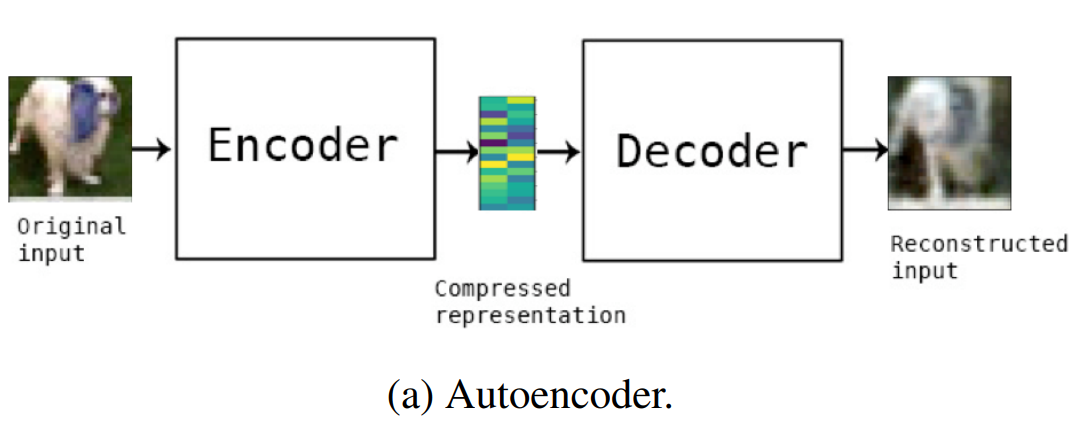 Encoder
Decoder
Original
input
Compressed
representation
Reconstructed
input
(a) Autoencoder.